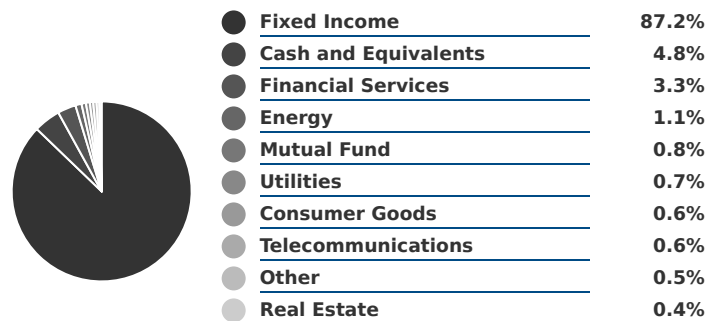 Fixed Income 87.2%
Cash and Equivalents 4.8%
Financial Services 3.3%
Energy 1.1%
Mutual Fund 0.8%
Utilities 0.7%
Consumer Goods 0.6%
Telecommunications 0.6%
Other 0.5%
Real Estate 0.4%